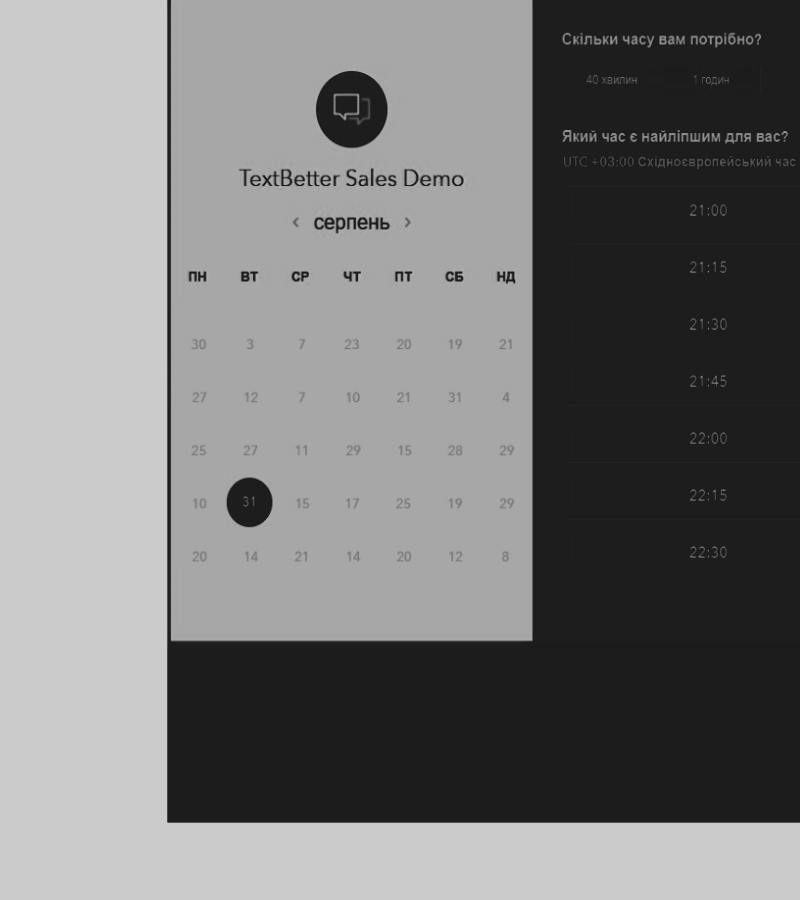 TextBetter Sales Demo
‹ серпень ›
ПН ВТ СР ЧТ ПТ СБ НД
30 3 7 23 20 19 21
27 12 7 10 21 31 4
25 27 11 29 15 28 29
10 31 15 17 25 19 29
20 14 21 14 20 12 8
Скільки часу вам потрібно?
40 хвилин 1 годин
Який час є найліпшим для вас?
UTC +03:00 Східноєвропейський час
21:00
21:15
21:30
21:45
22:00
22:15
22:30